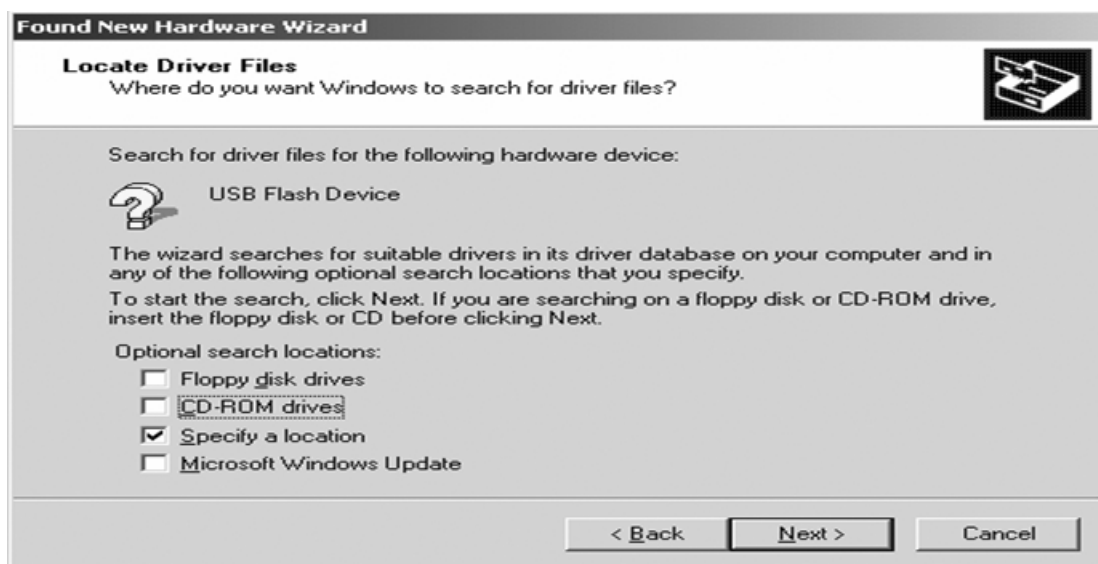 Found New Hardware Wizard
Locate Driver Files
Where do you want Windows to search for driver files?
Search for driver files for the following hardware device:
USB Flash Device
The wizard searches for suitable drivers in its driver database on your computer and in
any of the following optional search locations that you specify.
To start the search, click Next. If you are searching on a floppy disk or CD-ROM drive,
insert the floppy disk or CD before clicking Next.
Optional search locations:
Floppy disk drives
CD-ROM drives
Specify a location
Microsoft Windows Update
< Back Next > Cancel